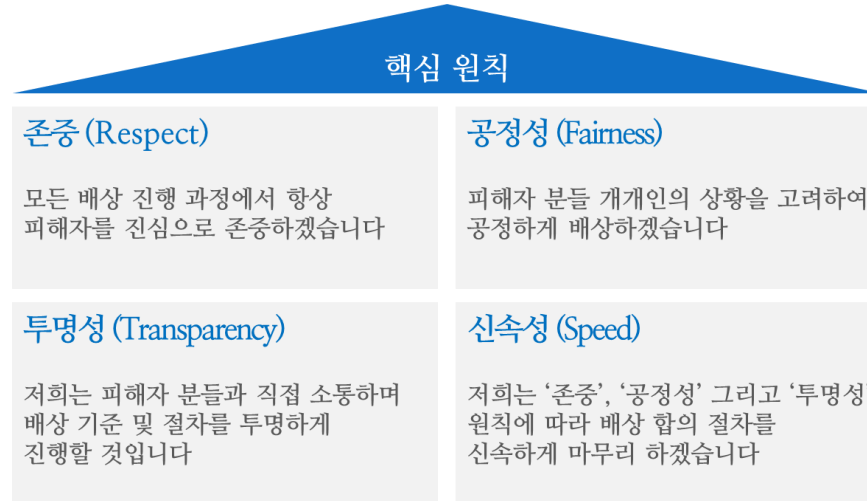 핵심 원칙
존중 (Respect)
모든 배상 진행 과정에서 항상
피해자를 진심으로 존중하겠습니다
공정성 (Fairness)
피해자 분들 개개인의 상황을 고려하여
공정하게 배상하겠습니다
투명성 (Transparency)
저희는 피해자 분들과 직접 소통하며
배상 기준 및 절차를 투명하게
진행할 것입니다
신속성 (Speed)
저희는 ‘존중’, ‘공정성’ 그리고 ‘투명성’
원칙에 따라 배상 합의 절차를
신속하게 마무리 하겠습니다